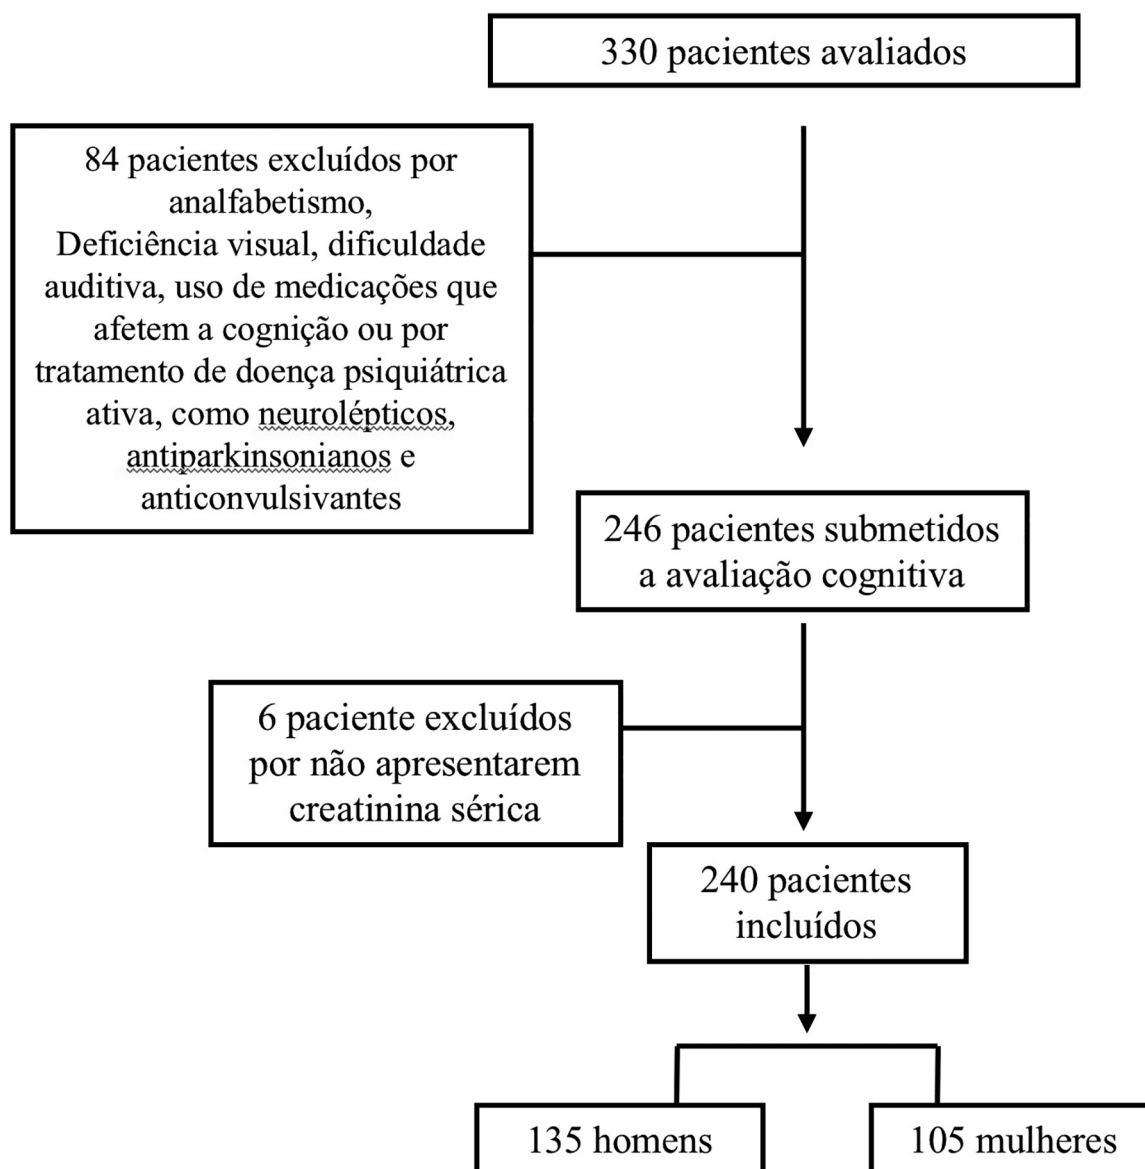 330 pacientes avaliados
84 pacientes excluídos por
analfabetismo,
Deficiência visual, dificuldade
auditiva, uso de medicações que
afetem a cognição ou por
tratamento de doença psiquiátrica
ativa, como neurolépticos,
antiparkinsonianos e
anticonvulsivantes
246 pacientes submetidos
a avaliação cognitiva
6 paciente excluídos
por não apresentarem
creatinina sérica
240 pacientes
incluídos
135 homens
105 mulheres